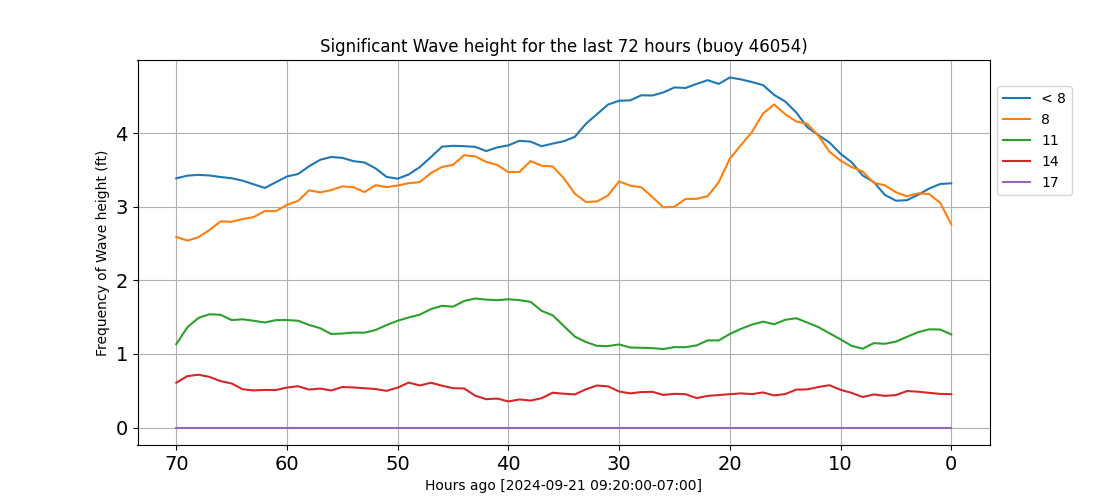 Significant Wave height for the last 72 hours (buoy 46054)
Frequency of Wave height (ft)
4
3
2
1
0
70 60 50 40 30 20 10 0
Hours ago [2024-09-21 09:20:00-07:00]
< 8
8
11
14
17